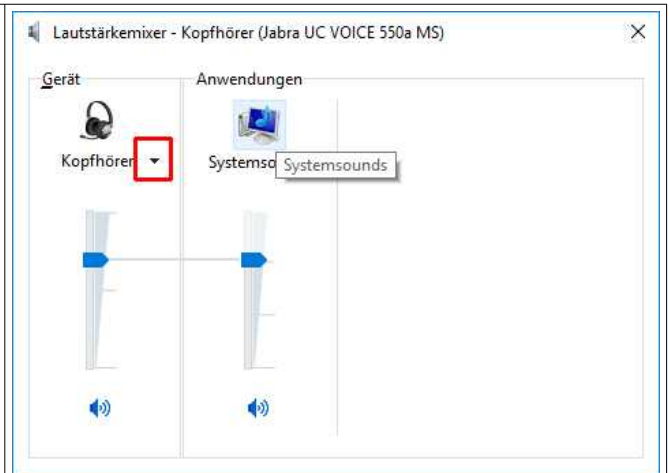 Lautstärkemixer - Kopfhörer (Jabra UC VOICE 550a MS)
Gerät
Anwendungen
Kopfhörer
Systemso
Systemsounds